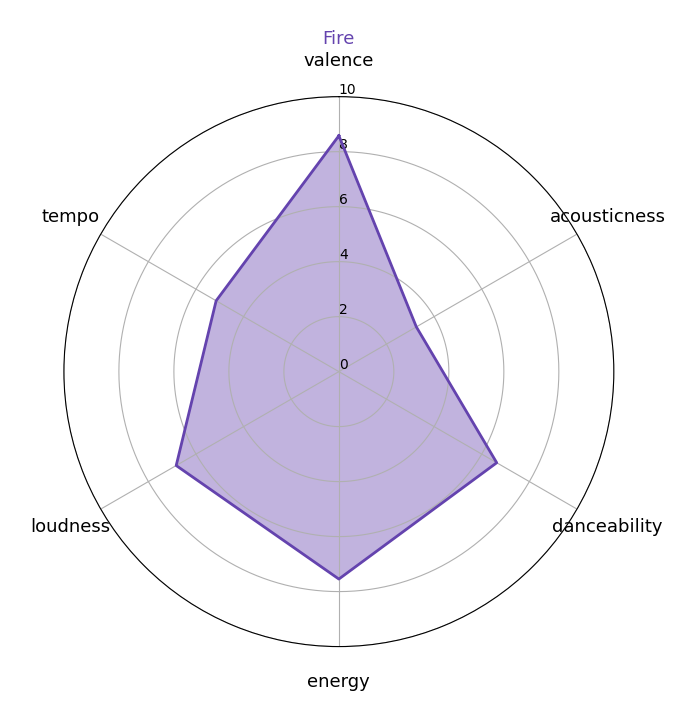 Fire
valence
10
8
6
4
2
0
tempo
acousticness
loudness
danceability
energy